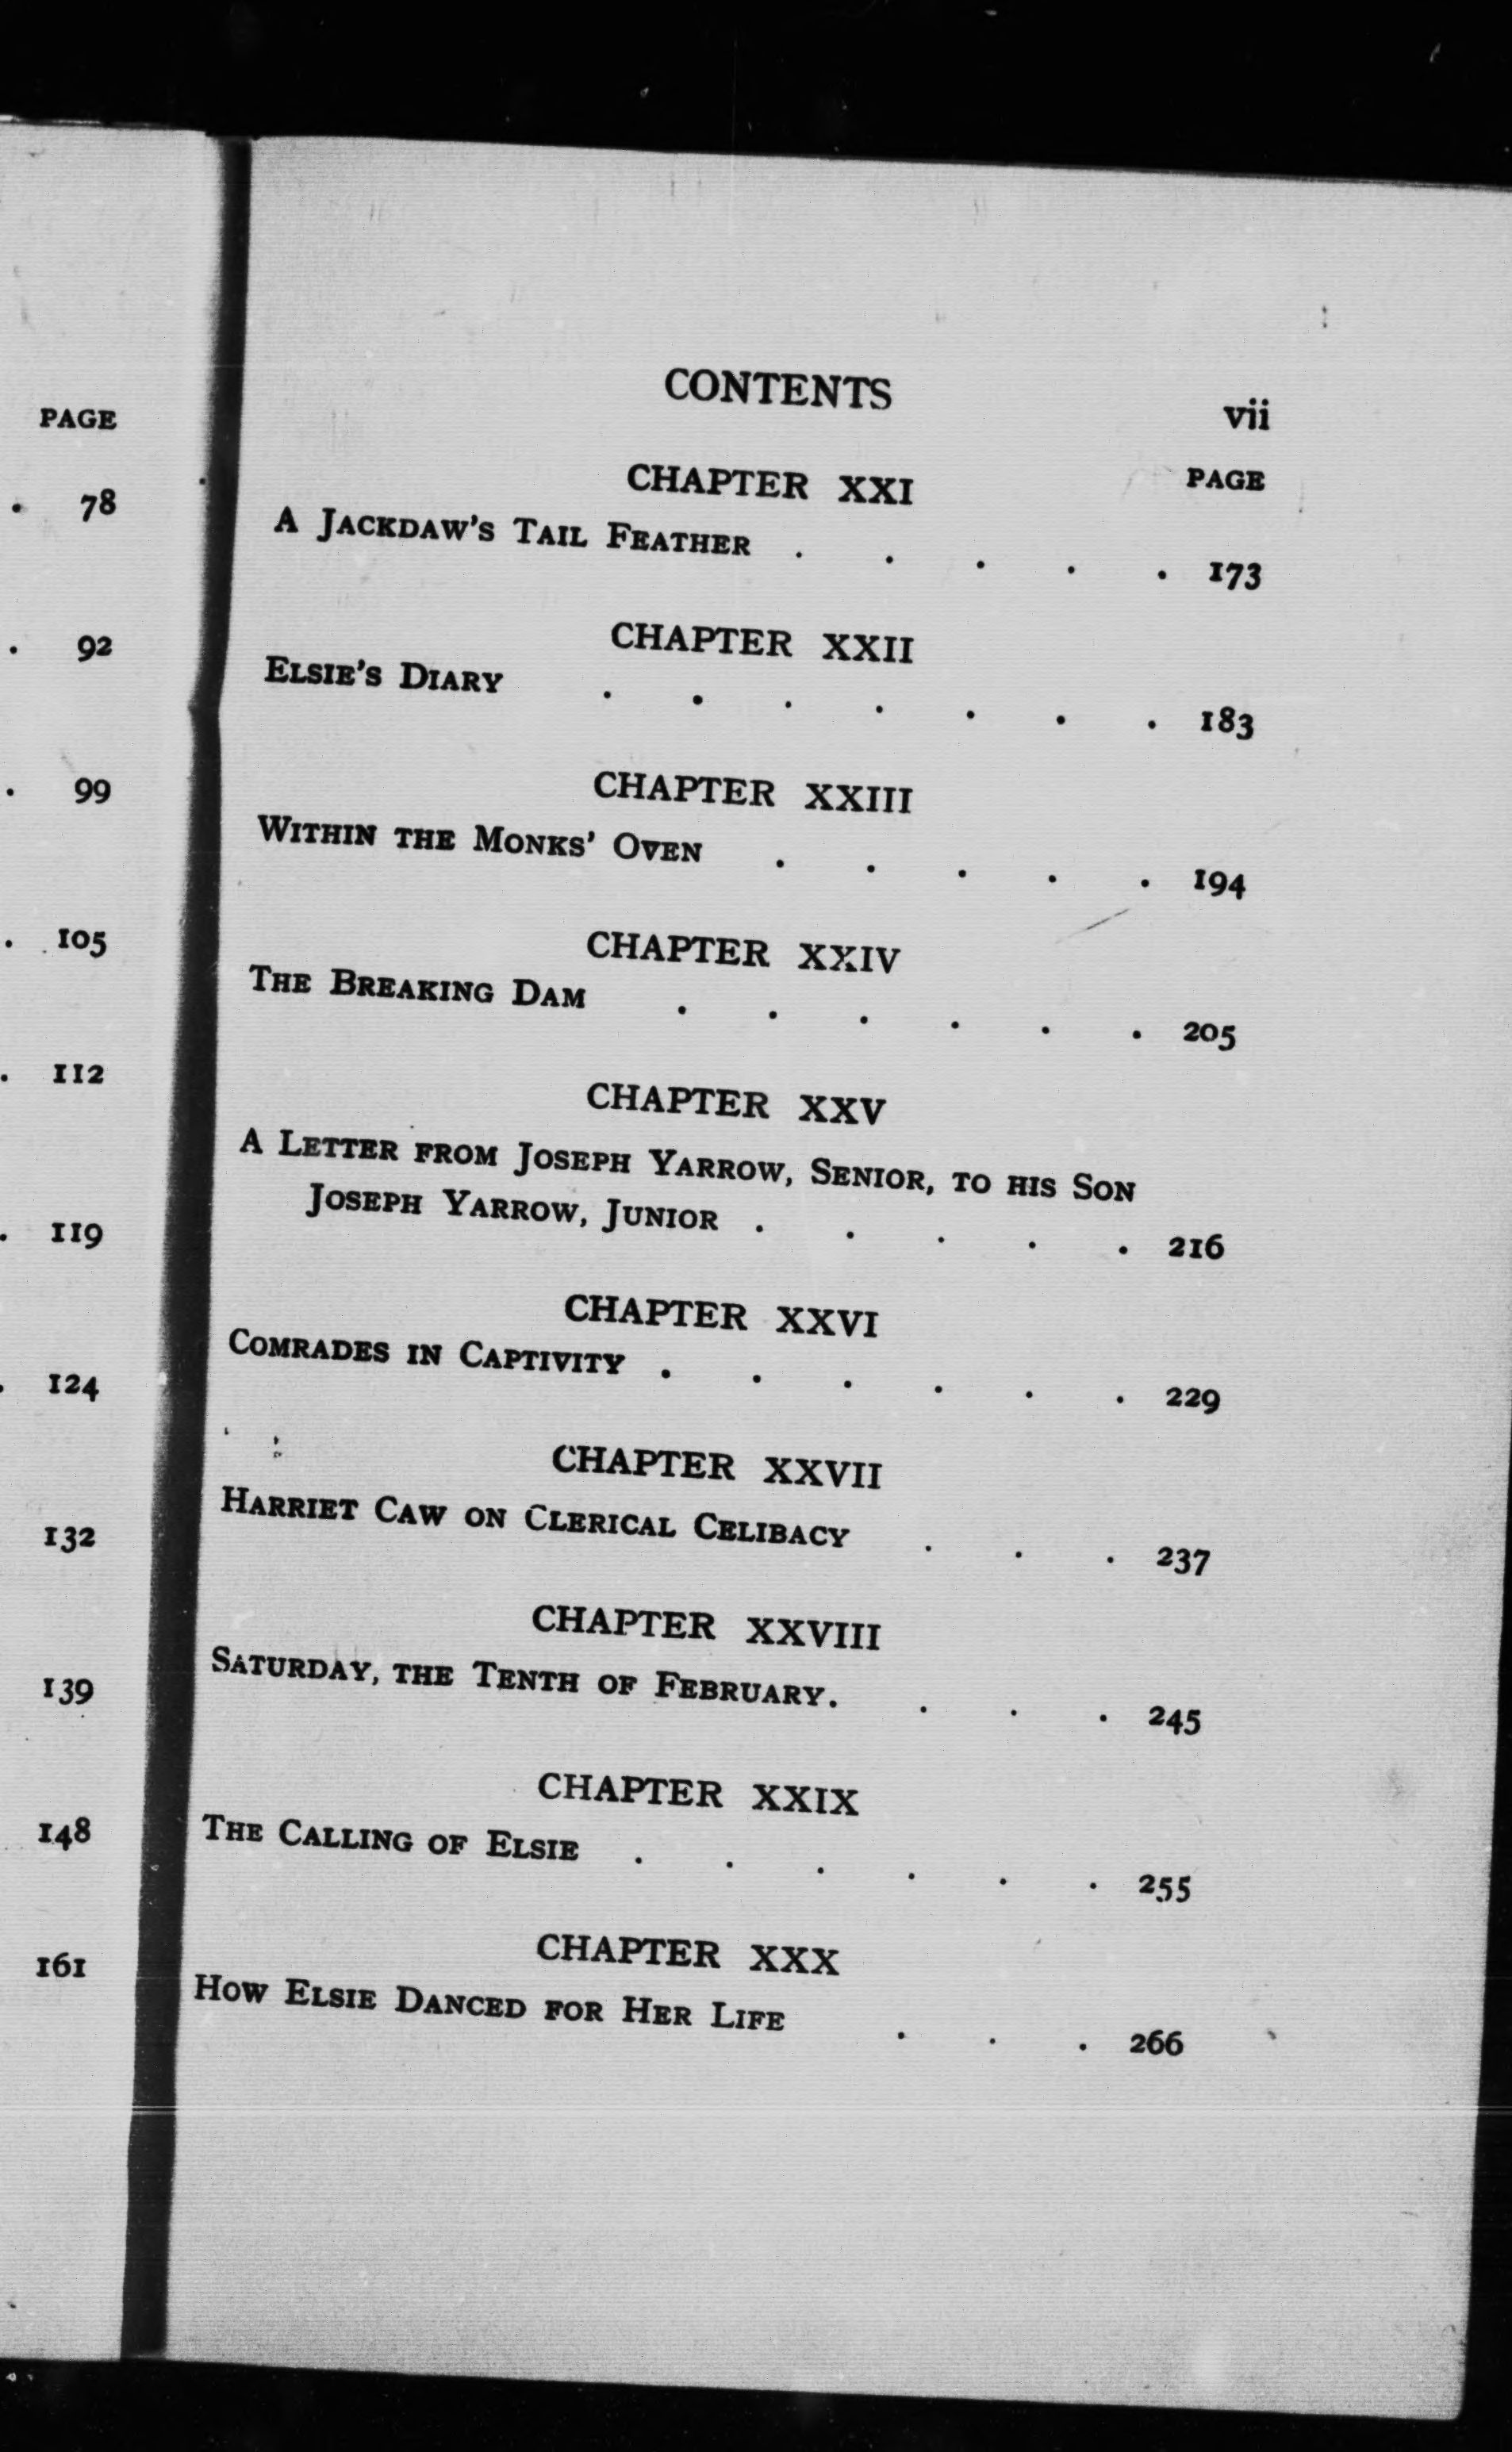 PAGE
. 78
. 92
. 99
. 105
. 112
. 119
. 124
132
139
148
161
CONTENTS vii
PAGE
CHAPTER XXI
A JACKDAW'S TAIL FEATHER . . . . . 173
CHAPTER XXII
ELSIE'S DIARY . . . . . . . 183
CHAPTER XXIII
WITHIN THE MONKS' OVEN . . . . . 194
CHAPTER XXIV
THE BREAKING DAM . . . . . . 205
CHAPTER XXV
A LETTER FROM JOSEPH YARROW, SENIOR, TO HIS SON
JOSEPH YARROW, JUNIOR . . . . . 216
CHAPTER XXVI
COMRADES IN CAPTIVITY . . . . . . 229
CHAPTER XXVII
HARRIET CAW ON CLERICAL CELIBACY . . . 237
CHAPTER XXVIII
SATURDAY, THE TENTH OF FEBRUARY. . . . 245
CHAPTER XXIX
THE CALLING OF ELSIE . . . . . . 255
CHAPTER XXX
HOW ELSIE DANCED FOR HER LIFE . . . 266